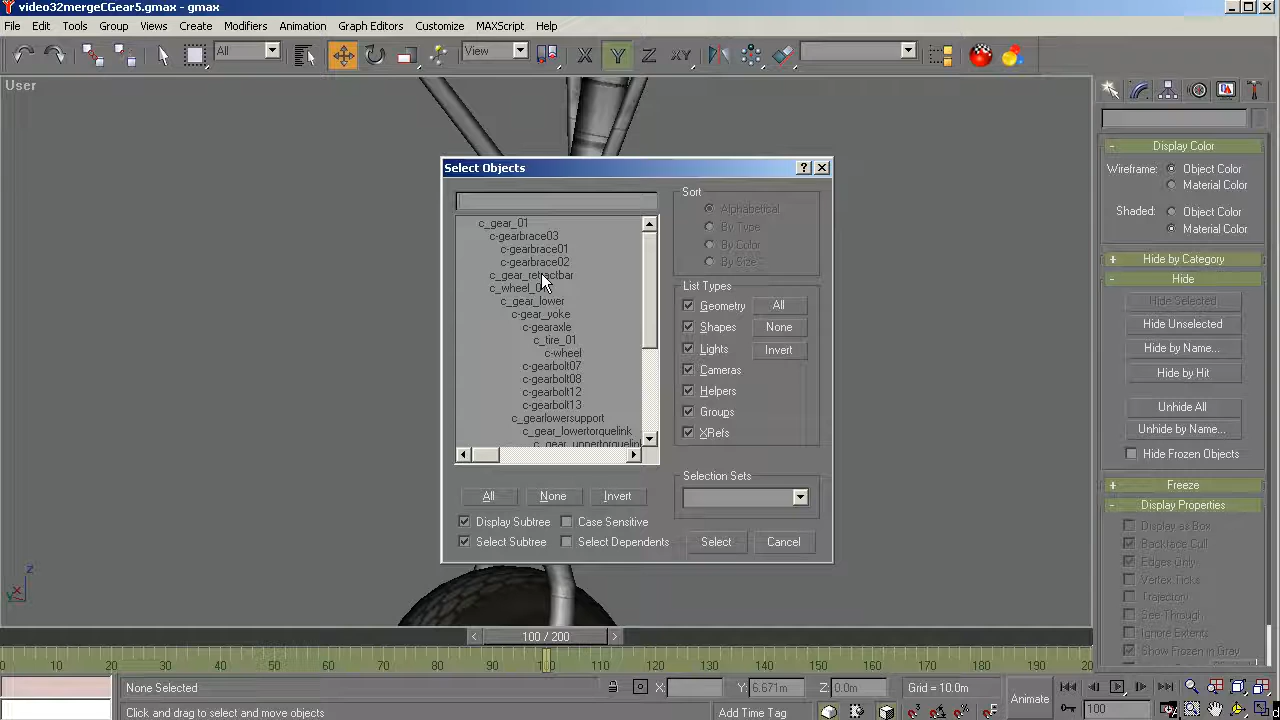 video32mergeCGear5.gmax - gmax
File Edit Tools Group Views Create Modifiers Animation Graph Editors Customize MAXScript Help
All View X Y Z XY
User
Select Objects
c_gear_01
c-gearbrace03
c-gearbrace01
c-gearbrace02
c_gear_retractbar
c_wheel_0
c_gear_lower
c-gear_yoke
c-gearaxle
c_tire_01
c-wheel
c-gearbolt07
c-gearbolt08
c-gearbolt12
c-gearbolt13
c_gearlowersupport
c_gear_lowertorquelink
c_gear_uppertorquelink
All None Invert
Display Subtree Case Sensitive
Select Subtree Select Dependents
Sort
Alphabetical
By Type
By Color
By Size
List Types
Geometry All
Shapes None
Lights Invert
Cameras
Helpers
Groups
XRefs
Selection Sets
Select Cancel
- Display Color
Wireframe: Object Color
Material Color
Shaded: Object Color
Material Color
+ Hide by Category
- Hide
Hide Selected
Hide Unselected
Hide by Name...
Hide by Hit
Unhide All
Unhide by Name...
Hide Frozen Objects
+ Freeze
- Display Properties
Display as Box
Backface Cull
Edges Only
Vertex Ticks
Trajectory
See Through
Ignore Extents
Show Frozen in Gray
z
x
y
< 100 / 200 >
0 10 20 30 40 50 60 70 80 90 100 110 120 130 140 150 160 170 180 190 20
None Selected X: Y: 6.671m Z: 0.0m Grid = 10.0m
Click and drag to select and move objects Add Time Tag
Animate
100